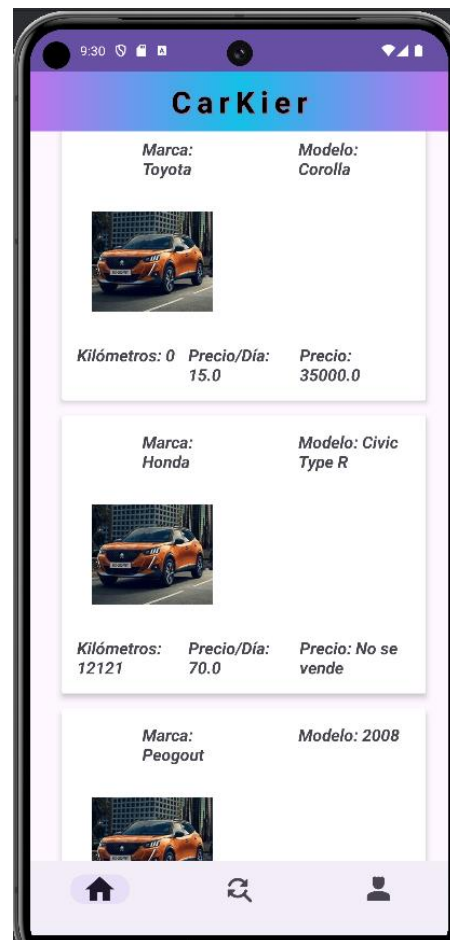 9:30
CarKier
Marca: Modelo:
Toyota Corolla
Kilómetros: 0 Precio/Día: Precio:
15.0 35000.0
Marca: Modelo: Civic
Honda Type R
Kilómetros: Precio/Día: Precio: No se
12121 70.0 vende
Marca: Modelo: 2008
Peogout